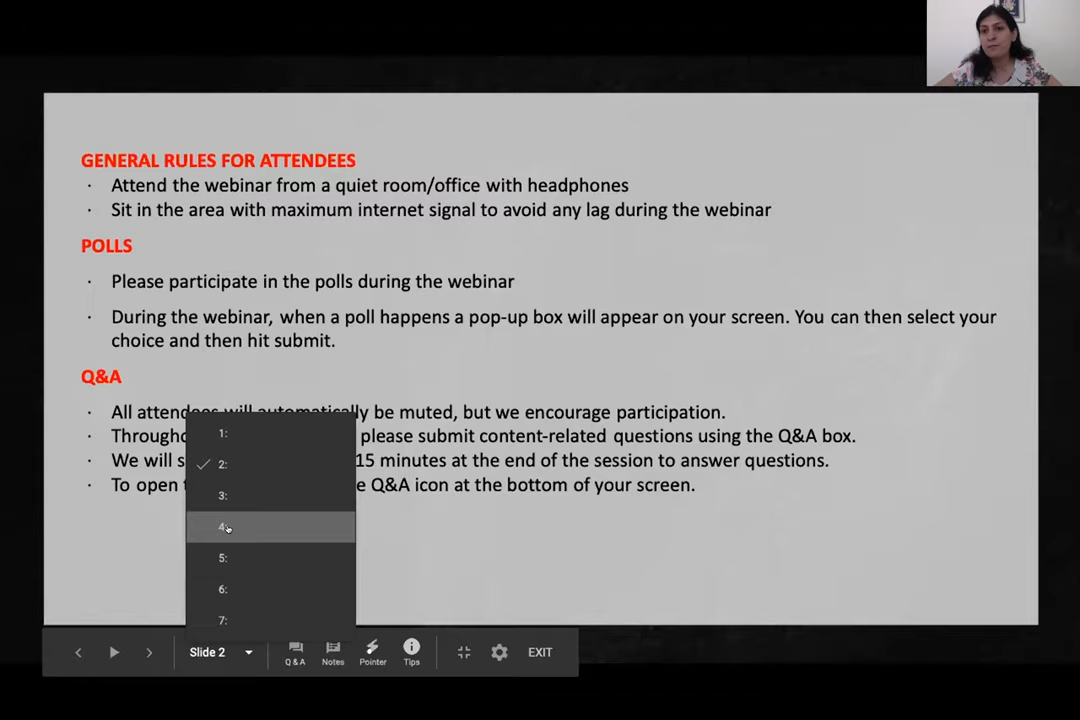 GENERAL RULES FOR ATTENDEES
· Attend the webinar from a quiet room/office with headphones
· Sit in the area with maximum internet signal to avoid any lag during the webinar
POLLS
· Please participate in the polls during the webinar
· During the webinar, when a poll happens a pop-up box will appear on your screen. You can then select your
choice and then hit submit.
Q&A
· All attendees will automatically be muted, but we encourage participation.
· please submit content-related questions using the Q&A box.
· We will 15 minutes at the end of the session to answer questions.
· To open Q&A icon at the bottom of your screen.
1:
2:
3:
4:
5:
6:
7:
Slide 2
Q & A
Notes
Pointer
Tips
EXIT